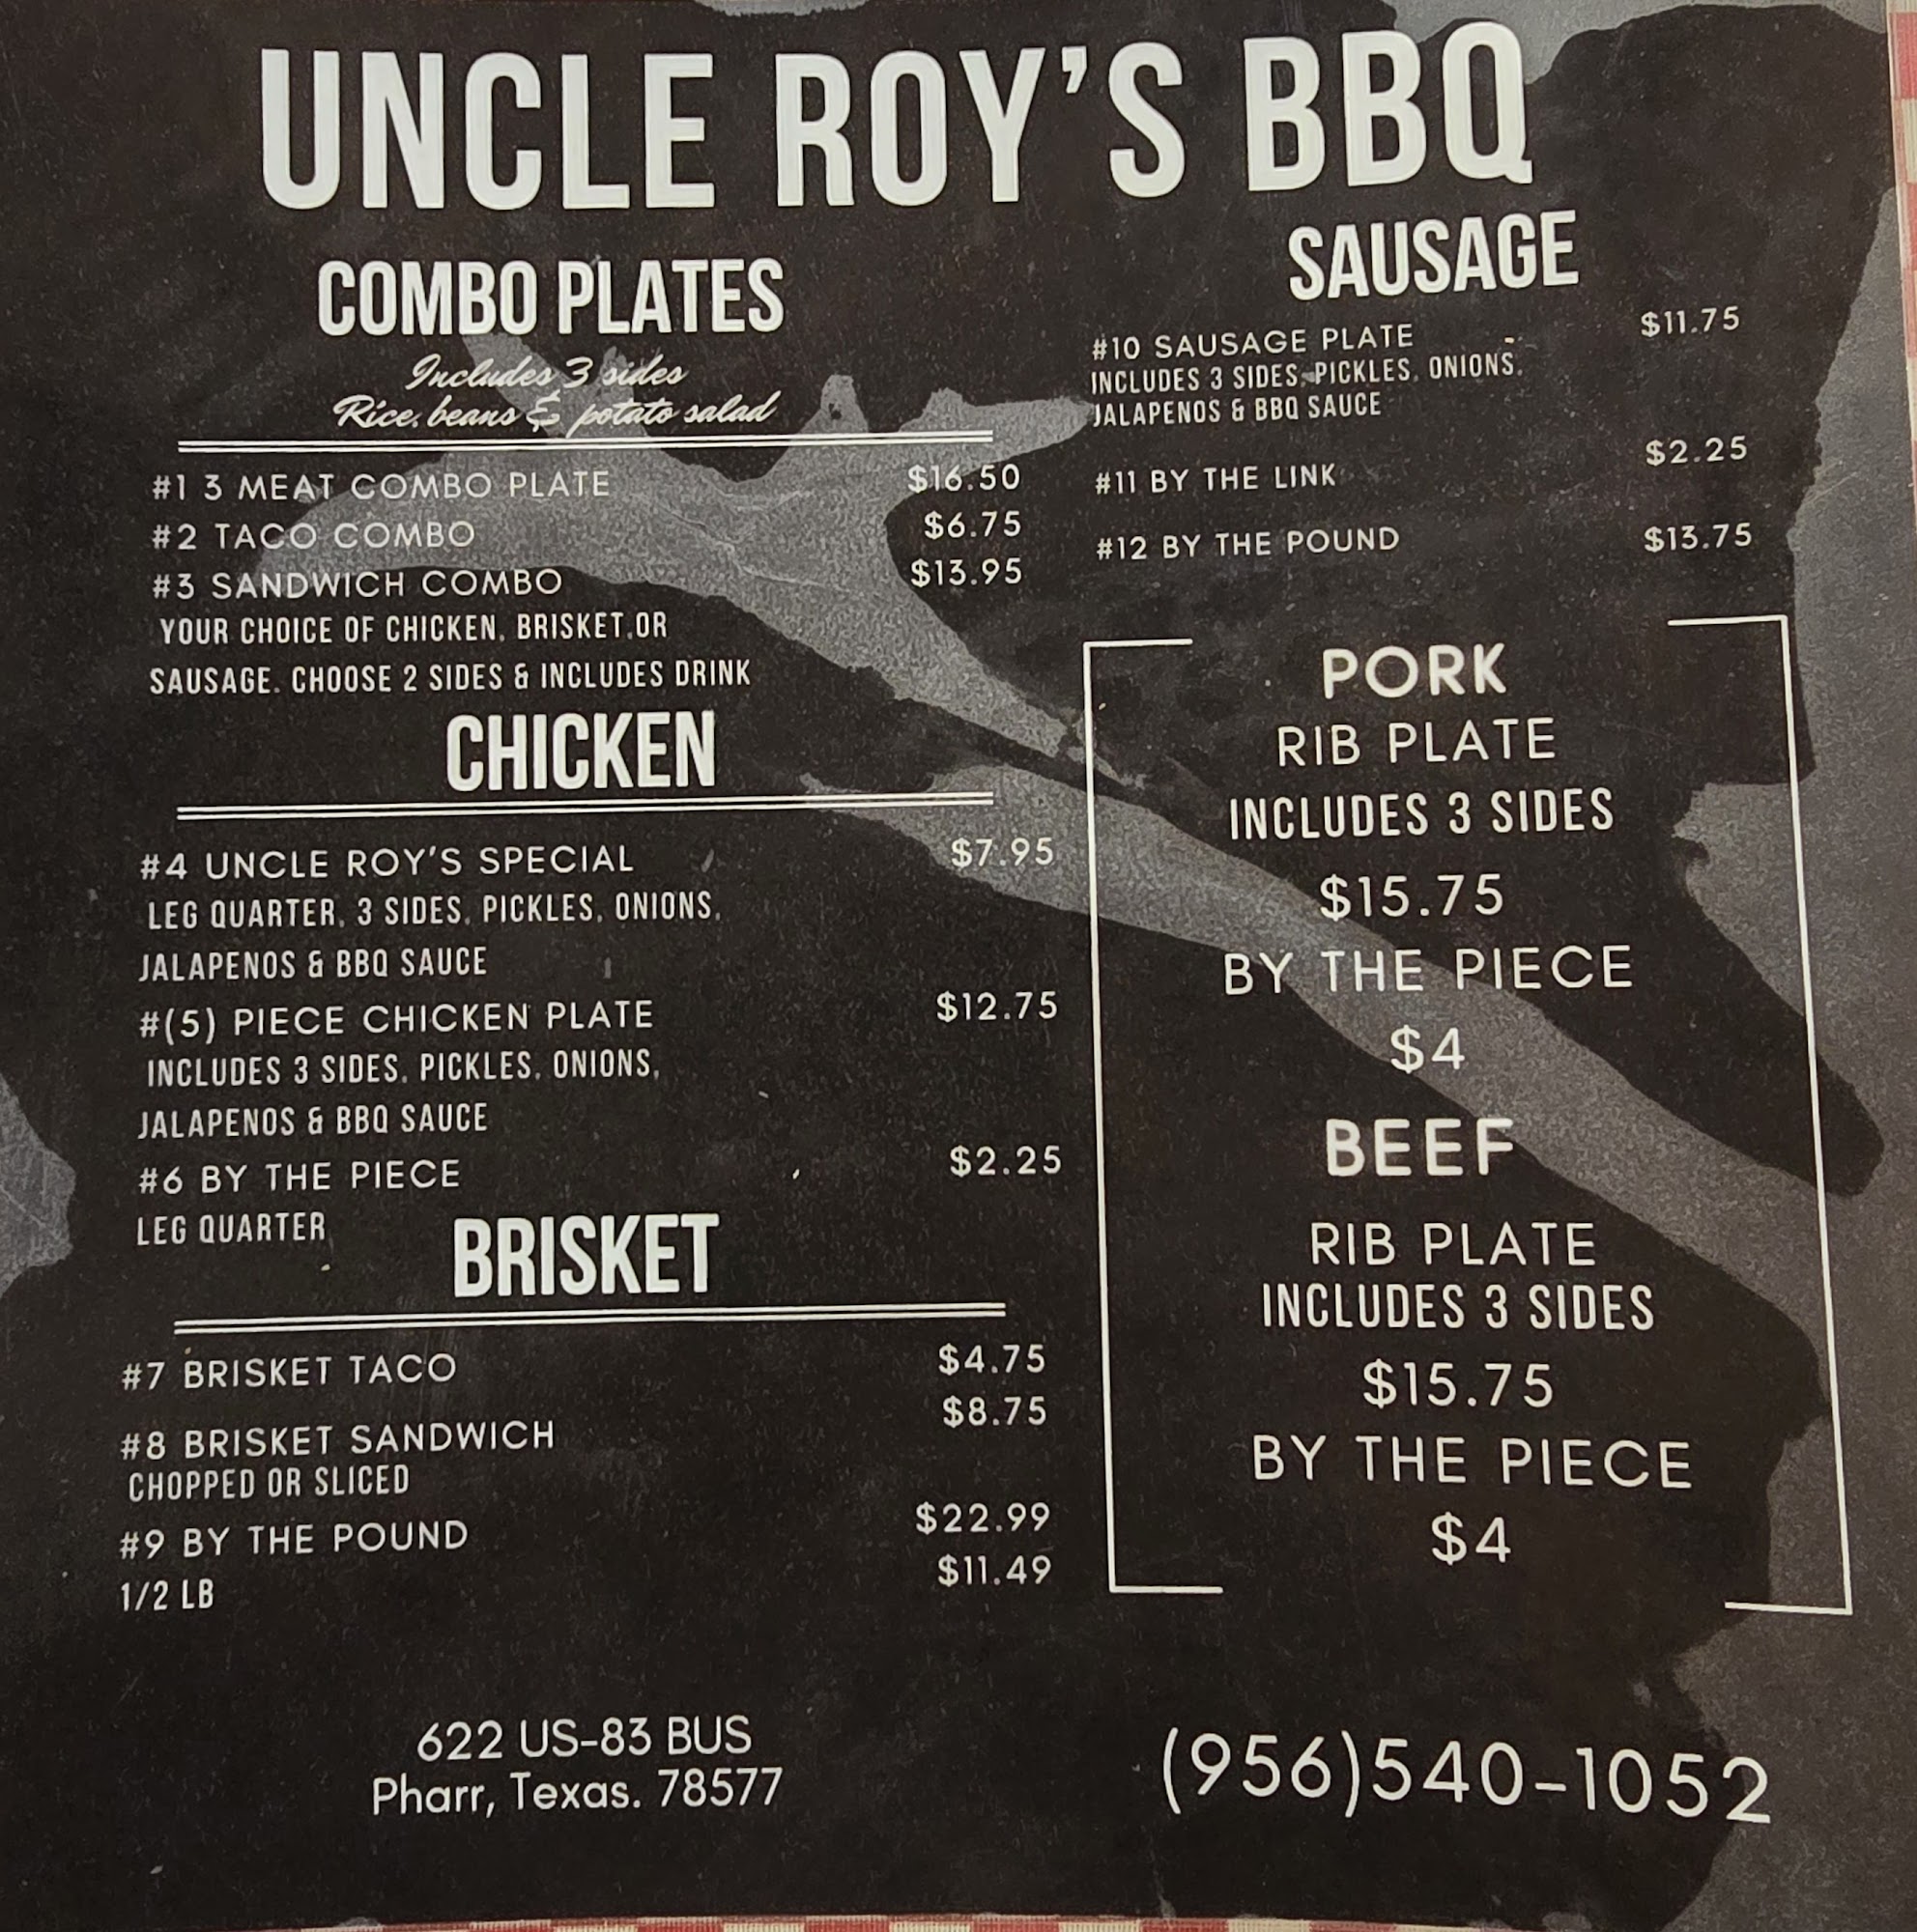 UNCLE ROY'S BBQ
COMBO PLATES
Includes 3 sides
Rice, beans & potato salad
#1 3 MEAT COMBO PLATE $16.50
#2 TACO COMBO $6.75
#3 SANDWICH COMBO $13.95
YOUR CHOICE OF CHICKEN, BRISKET,OR
SAUSAGE. CHOOSE 2 SIDES & INCLUDES DRINK
CHICKEN
#4 UNCLE ROY'S SPECIAL $7.95
LEG QUARTER, 3 SIDES, PICKLES, ONIONS,
JALAPENOS & BBQ SAUCE
#(5) PIECE CHICKEN PLATE $12.75
INCLUDES 3 SIDES, PICKLES, ONIONS,
JALAPENOS & BBQ SAUCE
#6 BY THE PIECE $2.25
LEG QUARTER
BRISKET
#7 BRISKET TACO $4.75
#8 BRISKET SANDWICH $8.75
CHOPPED OR SLICED
#9 BY THE POUND $22.99
1/2 LB $11.49
SAUSAGE
#10 SAUSAGE PLATE $11.75
INCLUDES 3 SIDES, PICKLES, ONIONS,
JALAPENOS & BBQ SAUCE
#11 BY THE LINK $2.25
#12 BY THE POUND $13.75
PORK
RIB PLATE
INCLUDES 3 SIDES
$15.75
BY THE PIECE
$4
BEEF
RIB PLATE
INCLUDES 3 SIDES
$15.75
BY THE PIECE
$4
622 US-83 BUS
Pharr, Texas. 78577
(956)540-1052